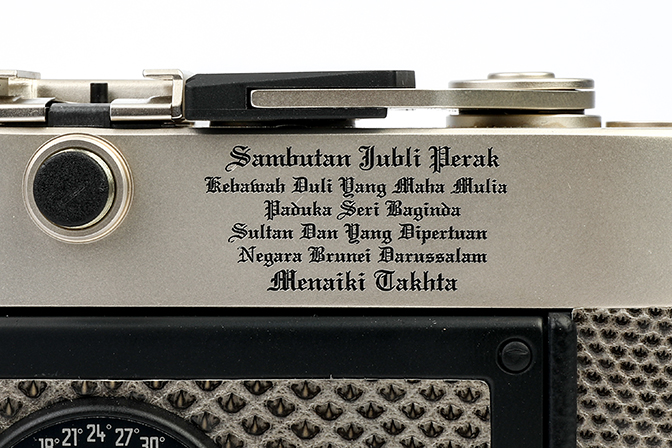 Sambutan Jubli Perak
Kebawah Duli Yang Maha Mulia
Paduka Seri Baginda
Sultan Dan Yang Dipertuan
Negara Brunei Darussalam
Menaiki Takhta
18° 21° 24° 27° 30°